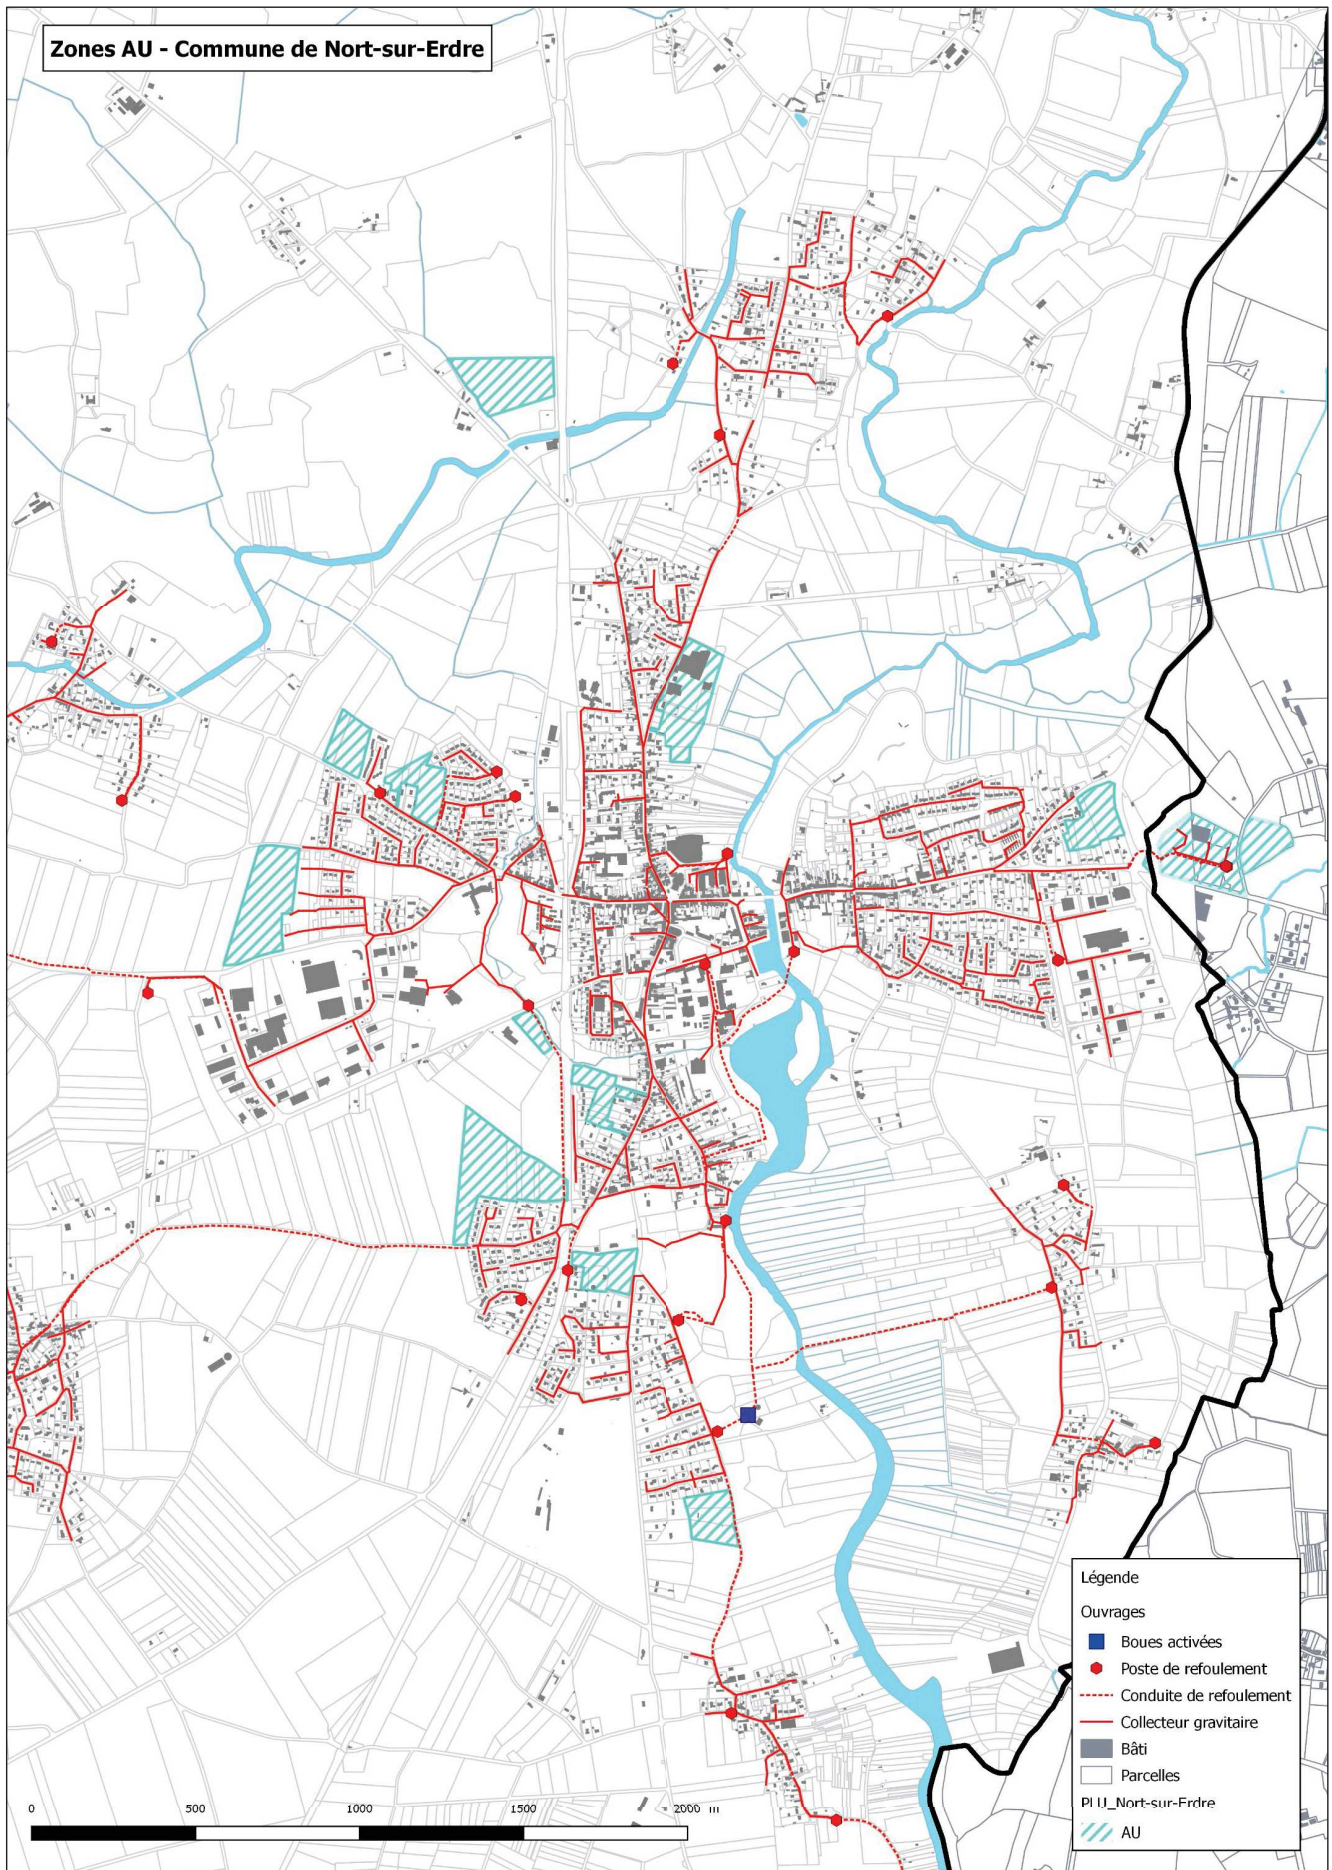 Zones AU - Commune de Nort-sur-Erdre
Légende
Ouvrages
Boues activées
Poste de refoulement
Conduite de refoulement
Collecteur gravitaire
Bâti
Parcelles
PLU_Nort-sur-Erdre
AU
0 500 1000 1500 2000 m